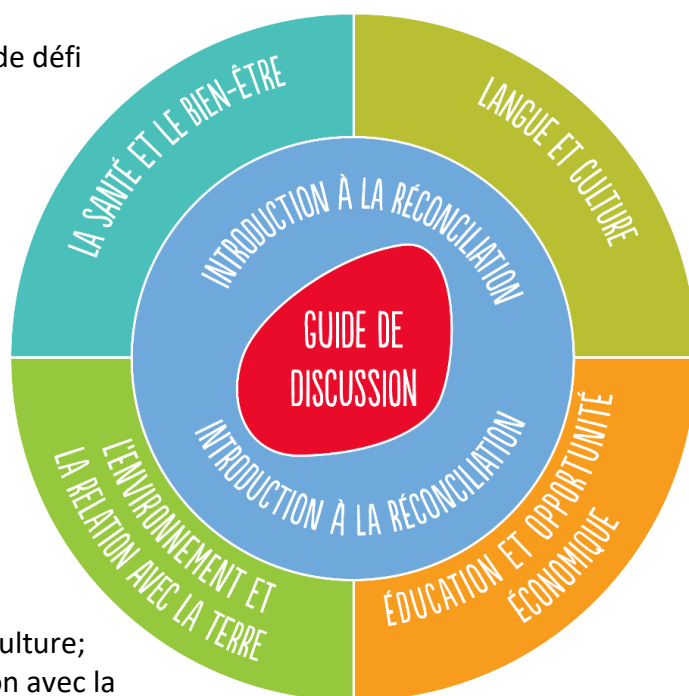 de défi
LA SANTÉ ET LE BIEN-ÊTRE
LANGUE ET CULTURE
INTRODUCTION À LA RÉCONCILIATION
GUIDE DE
DISCUSSION
INTRODUCTION À LA RÉCONCILIATION
L'ENVIRONNEMENT ET
LA RELATION AVEC LA TERRE
ÉDUCATION ET OPPORTUNITÉ
ÉCONOMIQUE
ulture;
on avec la